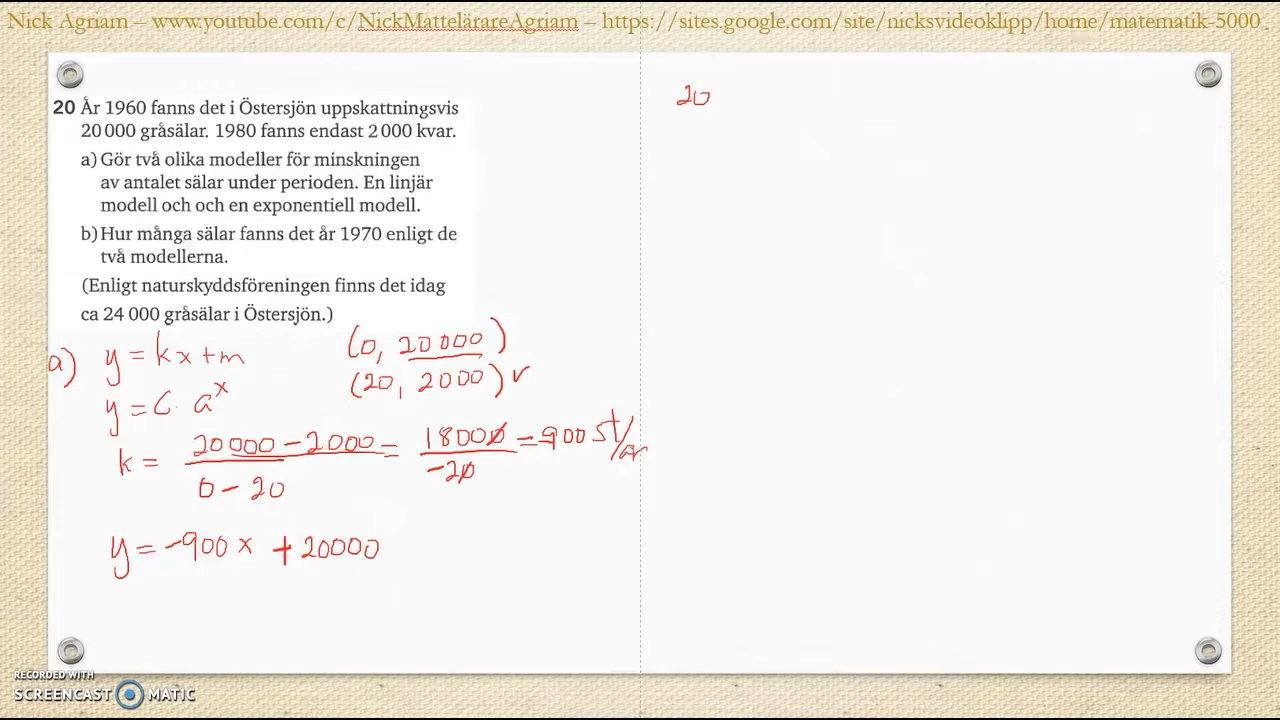 Nick Agriam – www.youtube.com/c/NickMattelärareAgriam – https://sites.google.com/site/nicksvideoklipp/home/matematik-5000
20 År 1960 fanns det i Östersjön uppskattningsvis
20 000 gråsälar. 1980 fanns endast 2 000 kvar.
a) Gör två olika modeller för minskningen
av antalet sälar under perioden. En linjär
modell och och en exponentiell modell.
b) Hur många sälar fanns det år 1970 enligt de
två modellerna.
(Enligt naturskyddsföreningen finns det idag
ca 24 000 gråsälar i Östersjön.)
a) y = kx + m (0, 20 000)
y = C · a^x (20, 2000) v
k = (20000 − 2000)/(0 − 20) = 18000/−20 = −900 st/år
y = −900x + 20000
20
RECORDED WITH
SCREENCAST MATIC